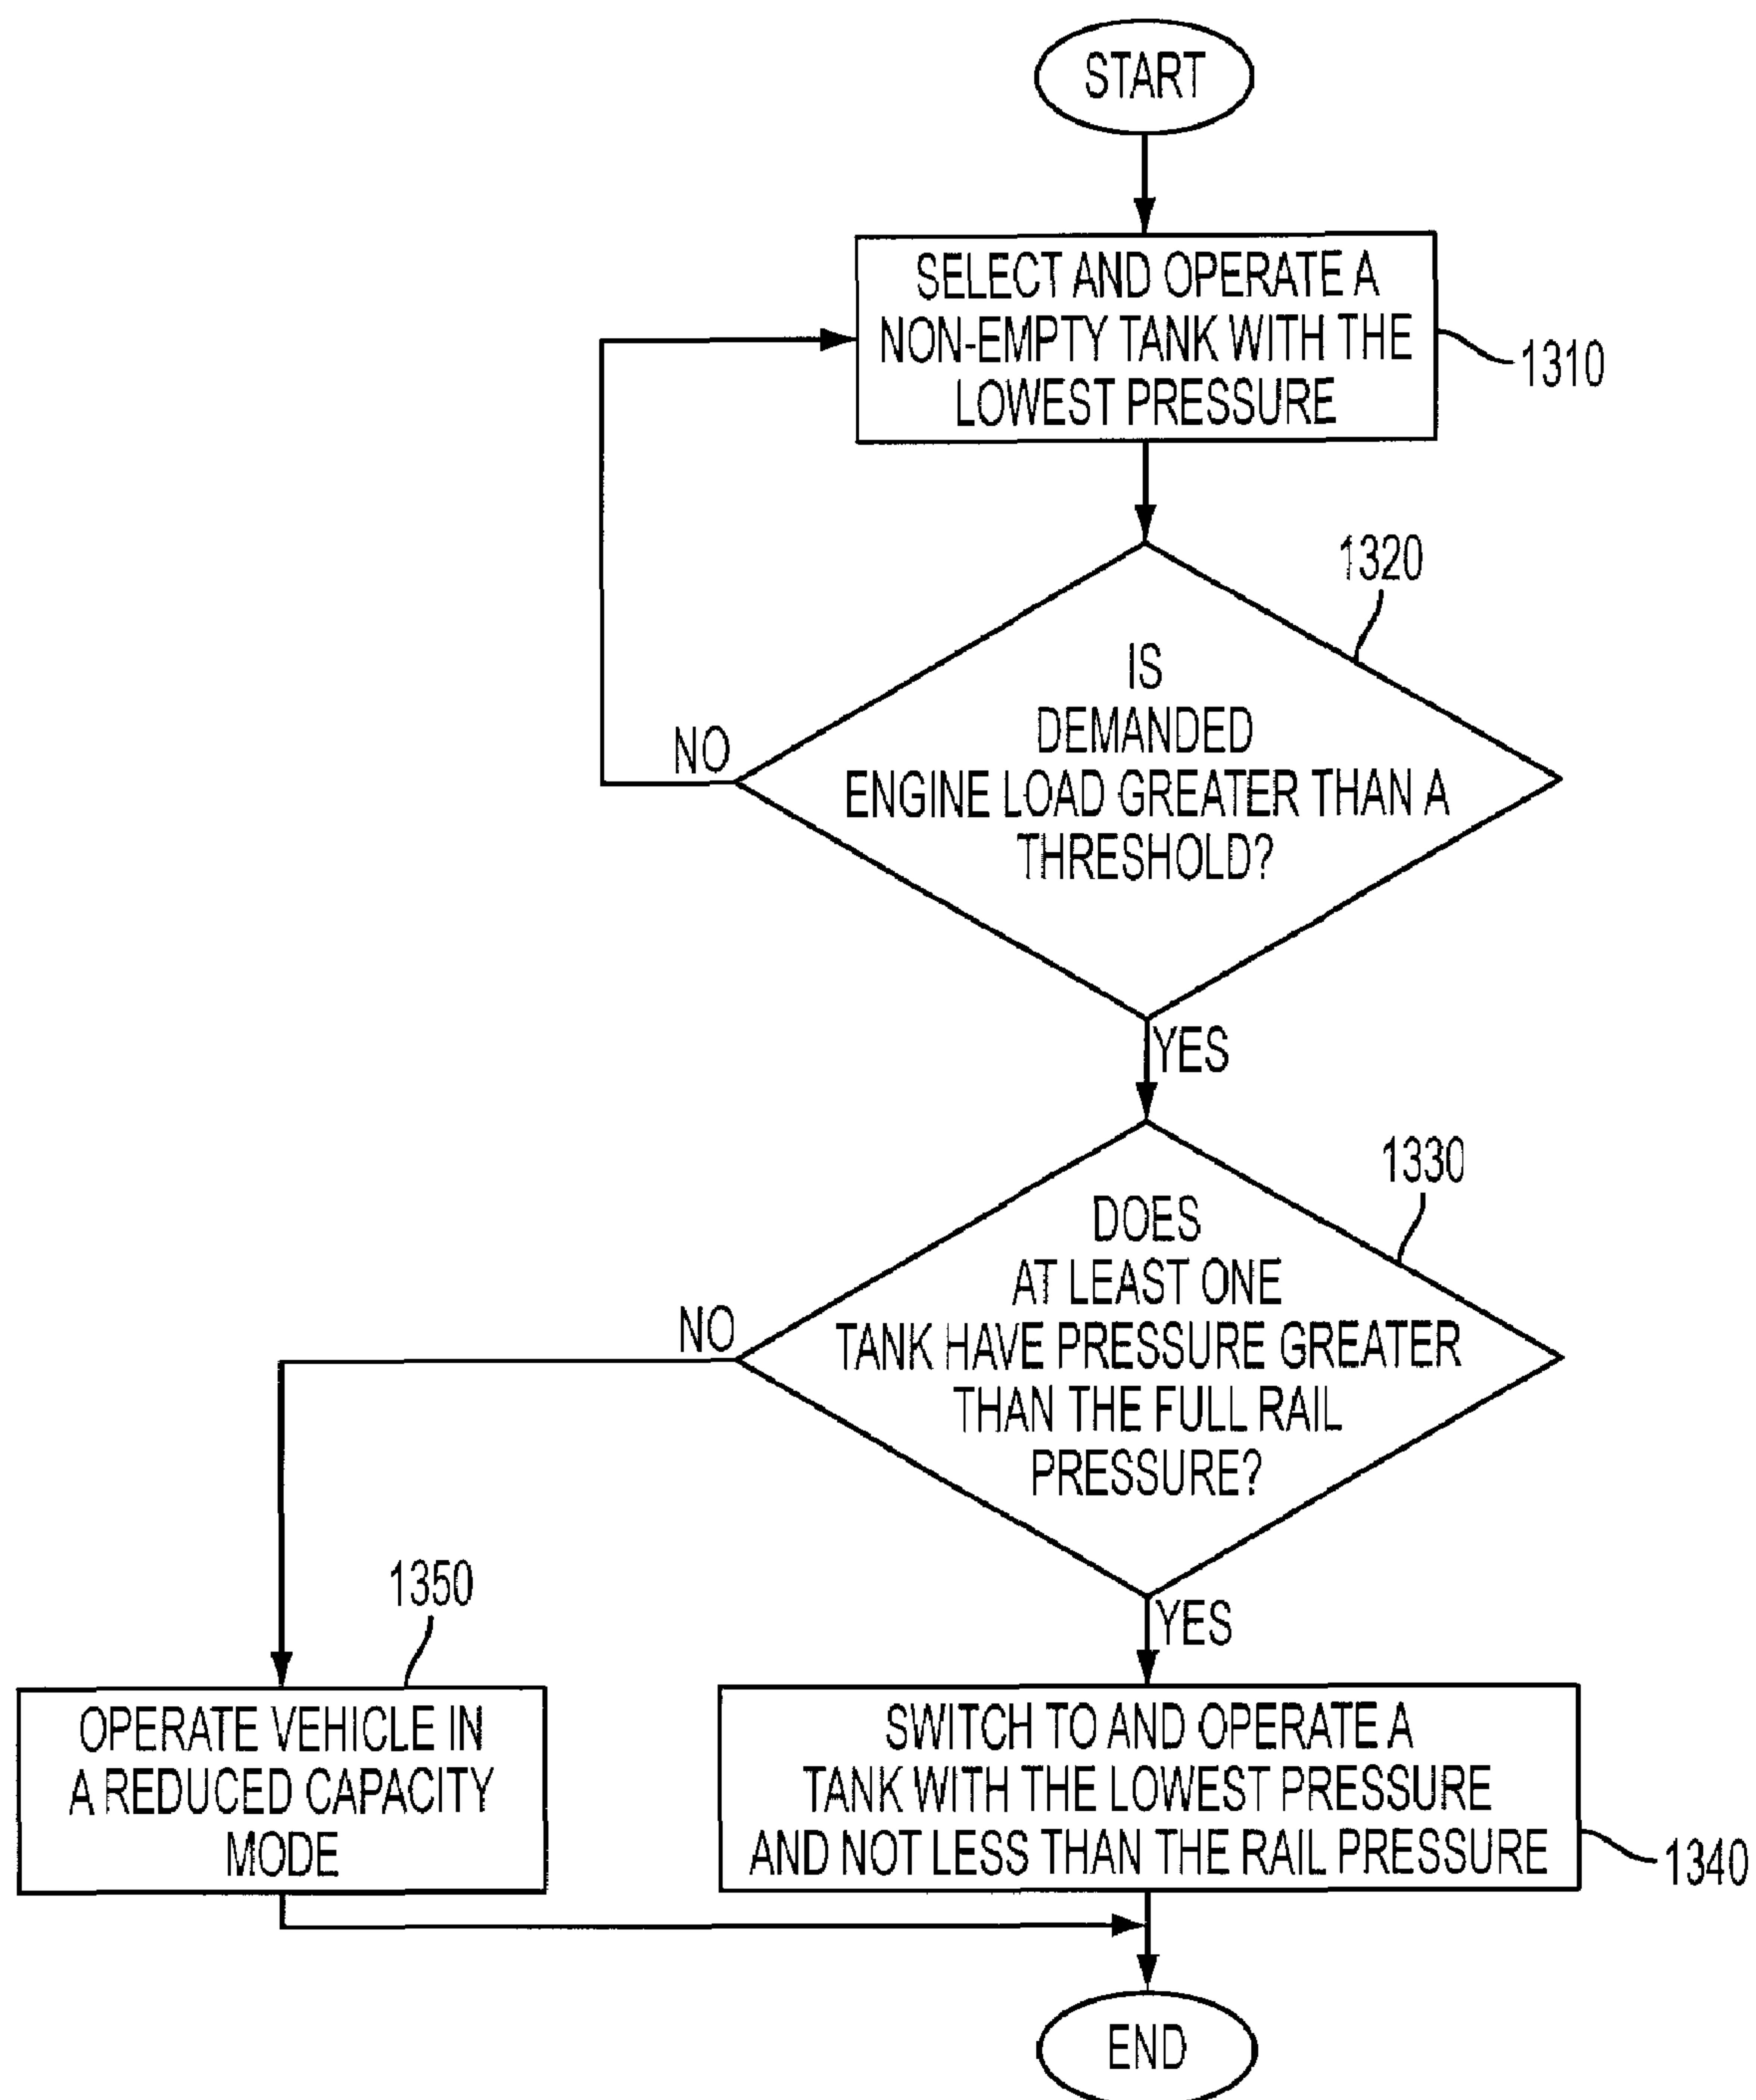 START
SELECT AND OPERATE A
NON-EMPTY TANK WITH THE
LOWEST PRESSURE
1310
1320
IS
DEMANDED
ENGINE LOAD GREATER THAN A
THRESHOLD?
NO
YES
1330
DOES
AT LEAST ONE
TANK HAVE PRESSURE GREATER
THAN THE FULL RAIL
PRESSURE?
NO
YES
1350
OPERATE VEHICLE IN
A REDUCED CAPACITY
MODE
SWITCH TO AND OPERATE A
TANK WITH THE LOWEST PRESSURE
AND NOT LESS THAN THE RAIL PRESSURE
1340
END